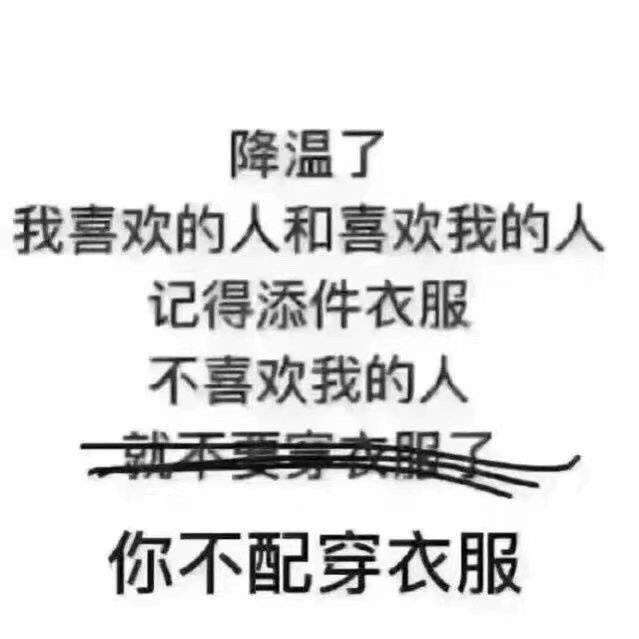 降温了
我喜欢的人和喜欢我的人
记得添件衣服
不喜欢我的人
就不要穿衣服了
你不配穿衣服